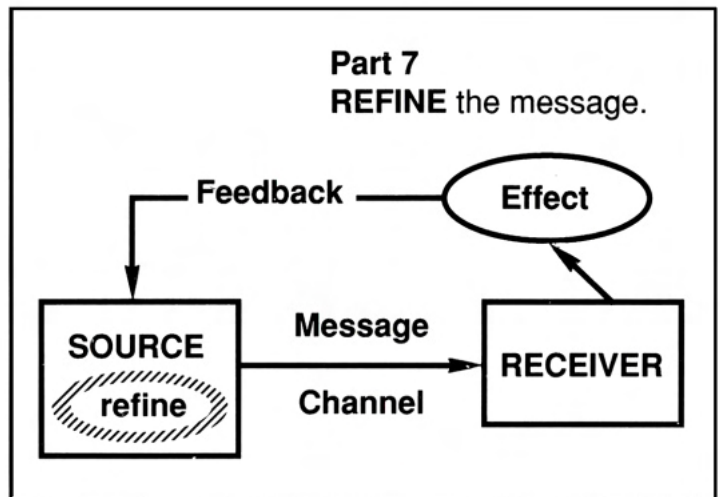 Part 7
REFINE the message.
Feedback
Effect
SOURCE
refine
Message
Channel
RECEIVER